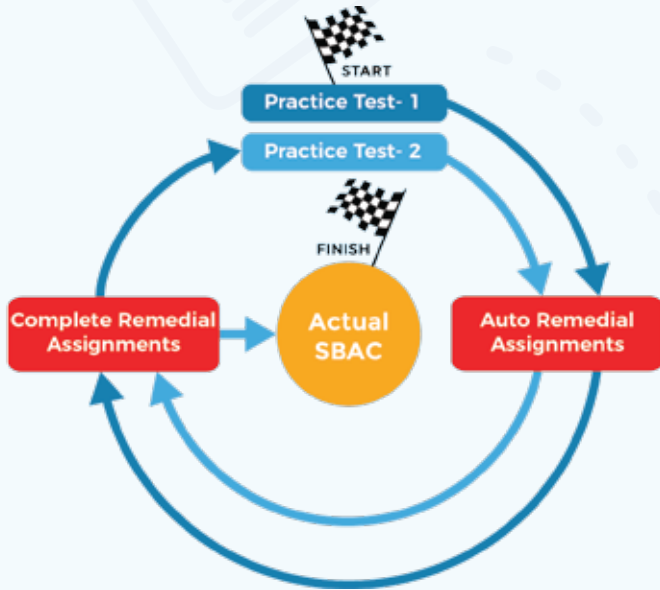 START
Practice Test- 1
Practice Test- 2
FINISH
Complete Remedial
Assignments
Actual
SBAC
Auto Remedial
Assignments